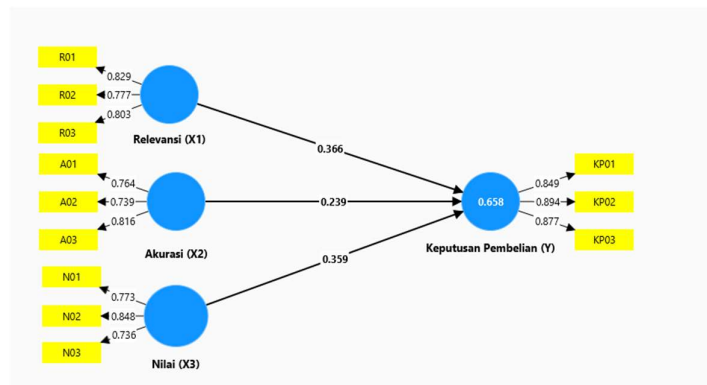 R01
0.829
R02
0.777
R03
0.803
Relevansi (X1)
0.366
A01
0.764
A02
0.739
A03
0.816
Akurasi (X2)
0.239
N01
0.773
N02
0.848
N03
0.736
Nilai (X3)
0.359
0.658
Keputusan Pembelian (Y)
0.849
KP01
0.894
KP02
0.877
KP03